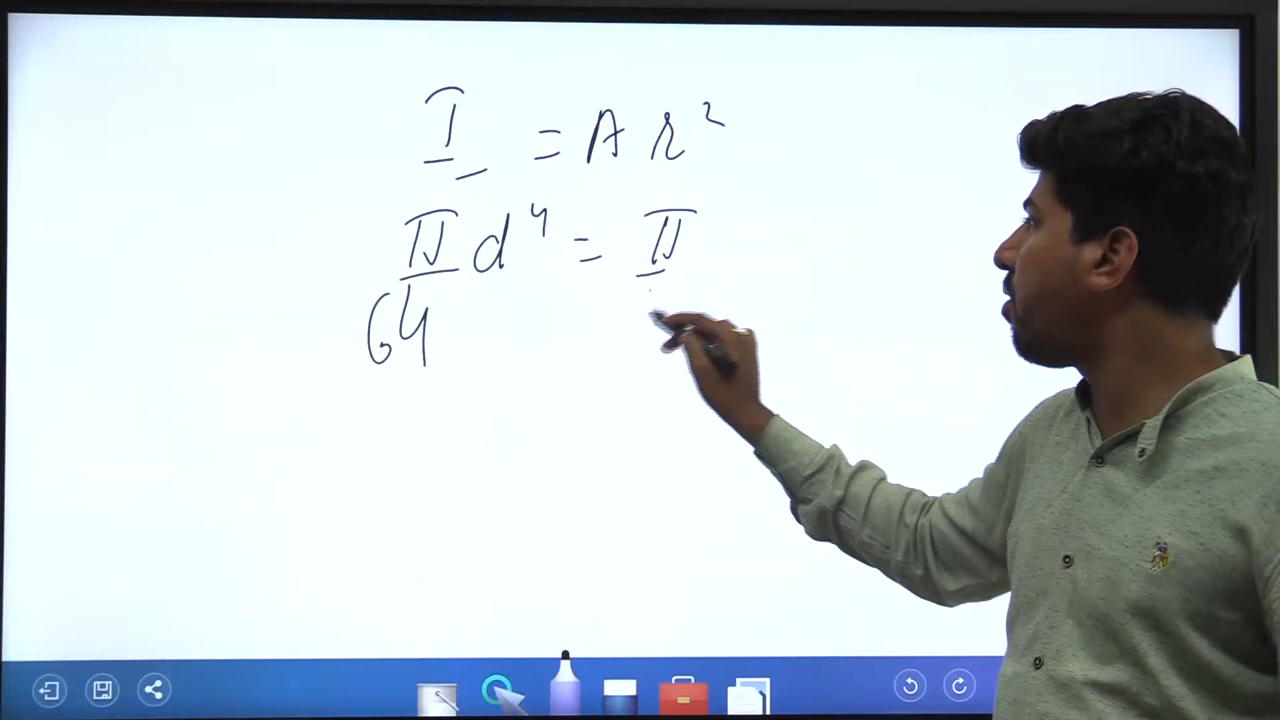 I = A r²
π/64 d⁴ = π